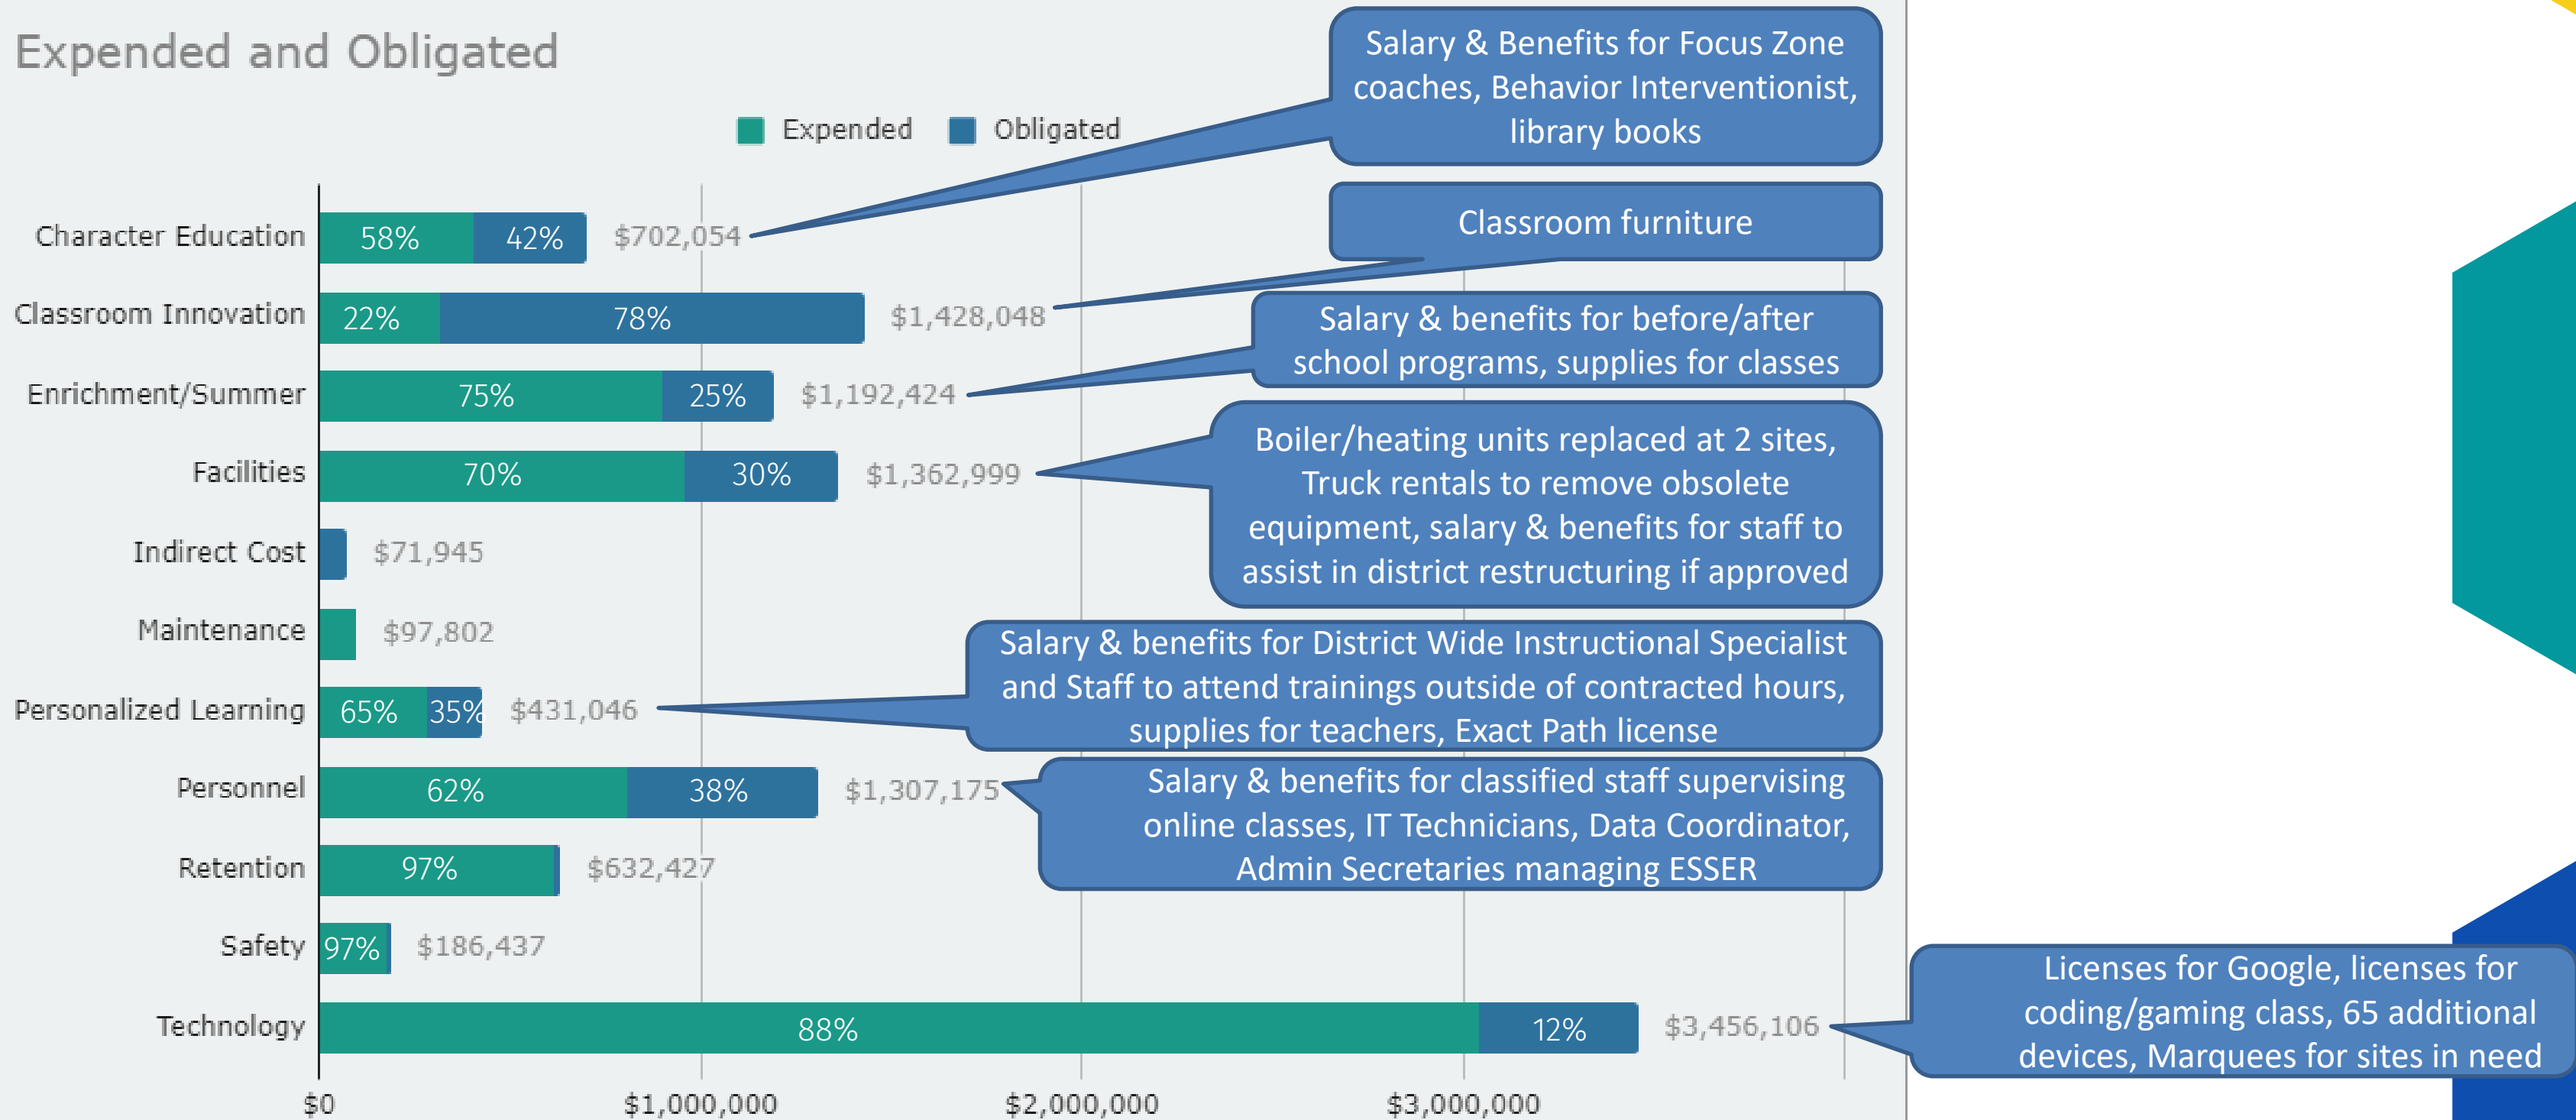 Expended and Obligated
Expended
Obligated
Character Education
58%
42%
$702,054
Salary & Benefits for Focus Zone
coaches, Behavior Interventionist,
library books
Classroom Innovation
22%
78%
$1,428,048
Classroom furniture
Enrichment/Summer
75%
25%
$1,192,424
Salary & benefits for before/after
school programs, supplies for classes
Facilities
70%
30%
$1,362,999
Boiler/heating units replaced at 2 sites,
Truck rentals to remove obsolete
equipment, salary & benefits for staff to
assist in district restructuring if approved
Indirect Cost
$71,945
Maintenance
$97,802
Personalized Learning
65%
35%
$431,046
Salary & benefits for District Wide Instructional Specialist
and Staff to attend trainings outside of contracted hours,
supplies for teachers, Exact Path license
Personnel
62%
38%
$1,307,175
Salary & benefits for classified staff supervising
online classes, IT Technicians, Data Coordinator,
Admin Secretaries managing ESSER
Retention
97%
$632,427
Safety
97%
$186,437
Technology
88%
12%
$3,456,106
Licenses for Google, licenses for
coding/gaming class, 65 additional
devices, Marquees for sites in need
$0
$1,000,000
$2,000,000
$3,000,000